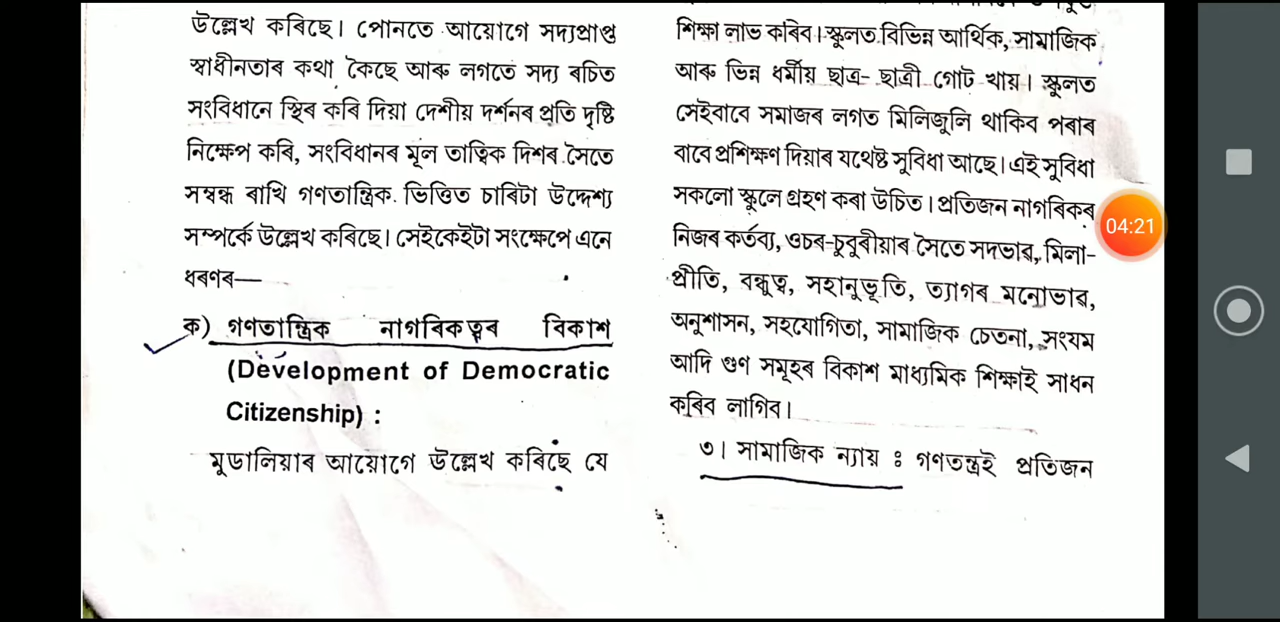 উল্লেখ কৰিছে। পোনতে আয়োগে সদ্যপ্রাপ্ত
স্বাধীনতাৰ কথা কৈছে আৰু লগতে সদ্য ৰচিত
সংবিধানে স্থিৰ কৰি দিয়া দেশীয় দৰ্শনৰ প্ৰতি দৃষ্টি
নিক্ষেপ কৰি, সংবিধানৰ মূল তাত্বিক দিশৰ সৈতে
সম্বন্ধ ৰাখি গণতান্ত্ৰিক ভিত্তিত চাৰিটা উদ্দেশ্য
সম্পৰ্কে উল্লেখ কৰিছে। সেইকেইটা সংক্ষেপে এনে
ধৰণৰ—
ক) গণতান্ত্ৰিক নাগৰিকত্বৰ বিকাশ
(Development of Democratic
Citizenship) :
মুডালিয়াৰ আয়োগে উল্লেখ কৰিছে যে
শিক্ষা লাভ কৰিব। স্কুলত বিভিন্ন আৰ্থিক, সামাজিক
আৰু ভিন্ন ধৰ্মীয় ছাত্ৰ- ছাত্ৰী গোট খায়। স্কুলত
সেইবাবে সমাজৰ লগত মিলিজুলি থাকিব পৰাৰ
বাবে প্ৰশিক্ষণ দিয়াৰ যথেষ্ট সুবিধা আছে। এই সুবিধা
সকলো স্কুলে গ্ৰহণ কৰা উচিত। প্ৰতিজন নাগৰিকৰ
নিজৰ কৰ্তব্য, ওচৰ-চুবুৰীয়াৰ সৈতে সদভাৱ, মিলা-
প্ৰীতি, বন্ধুত্ব, সহানুভূতি, ত্যাগৰ মনোভাৱ,
অনুশাসন, সহযোগিতা, সামাজিক চেতনা, সংযম
আদি গুণ সমূহৰ বিকাশ মাধ্যমিক শিক্ষাই সাধন
কৰিব লাগিব।
৩। সামাজিক ন্যায় : গণতন্ত্ৰই প্ৰতিজন
04:21